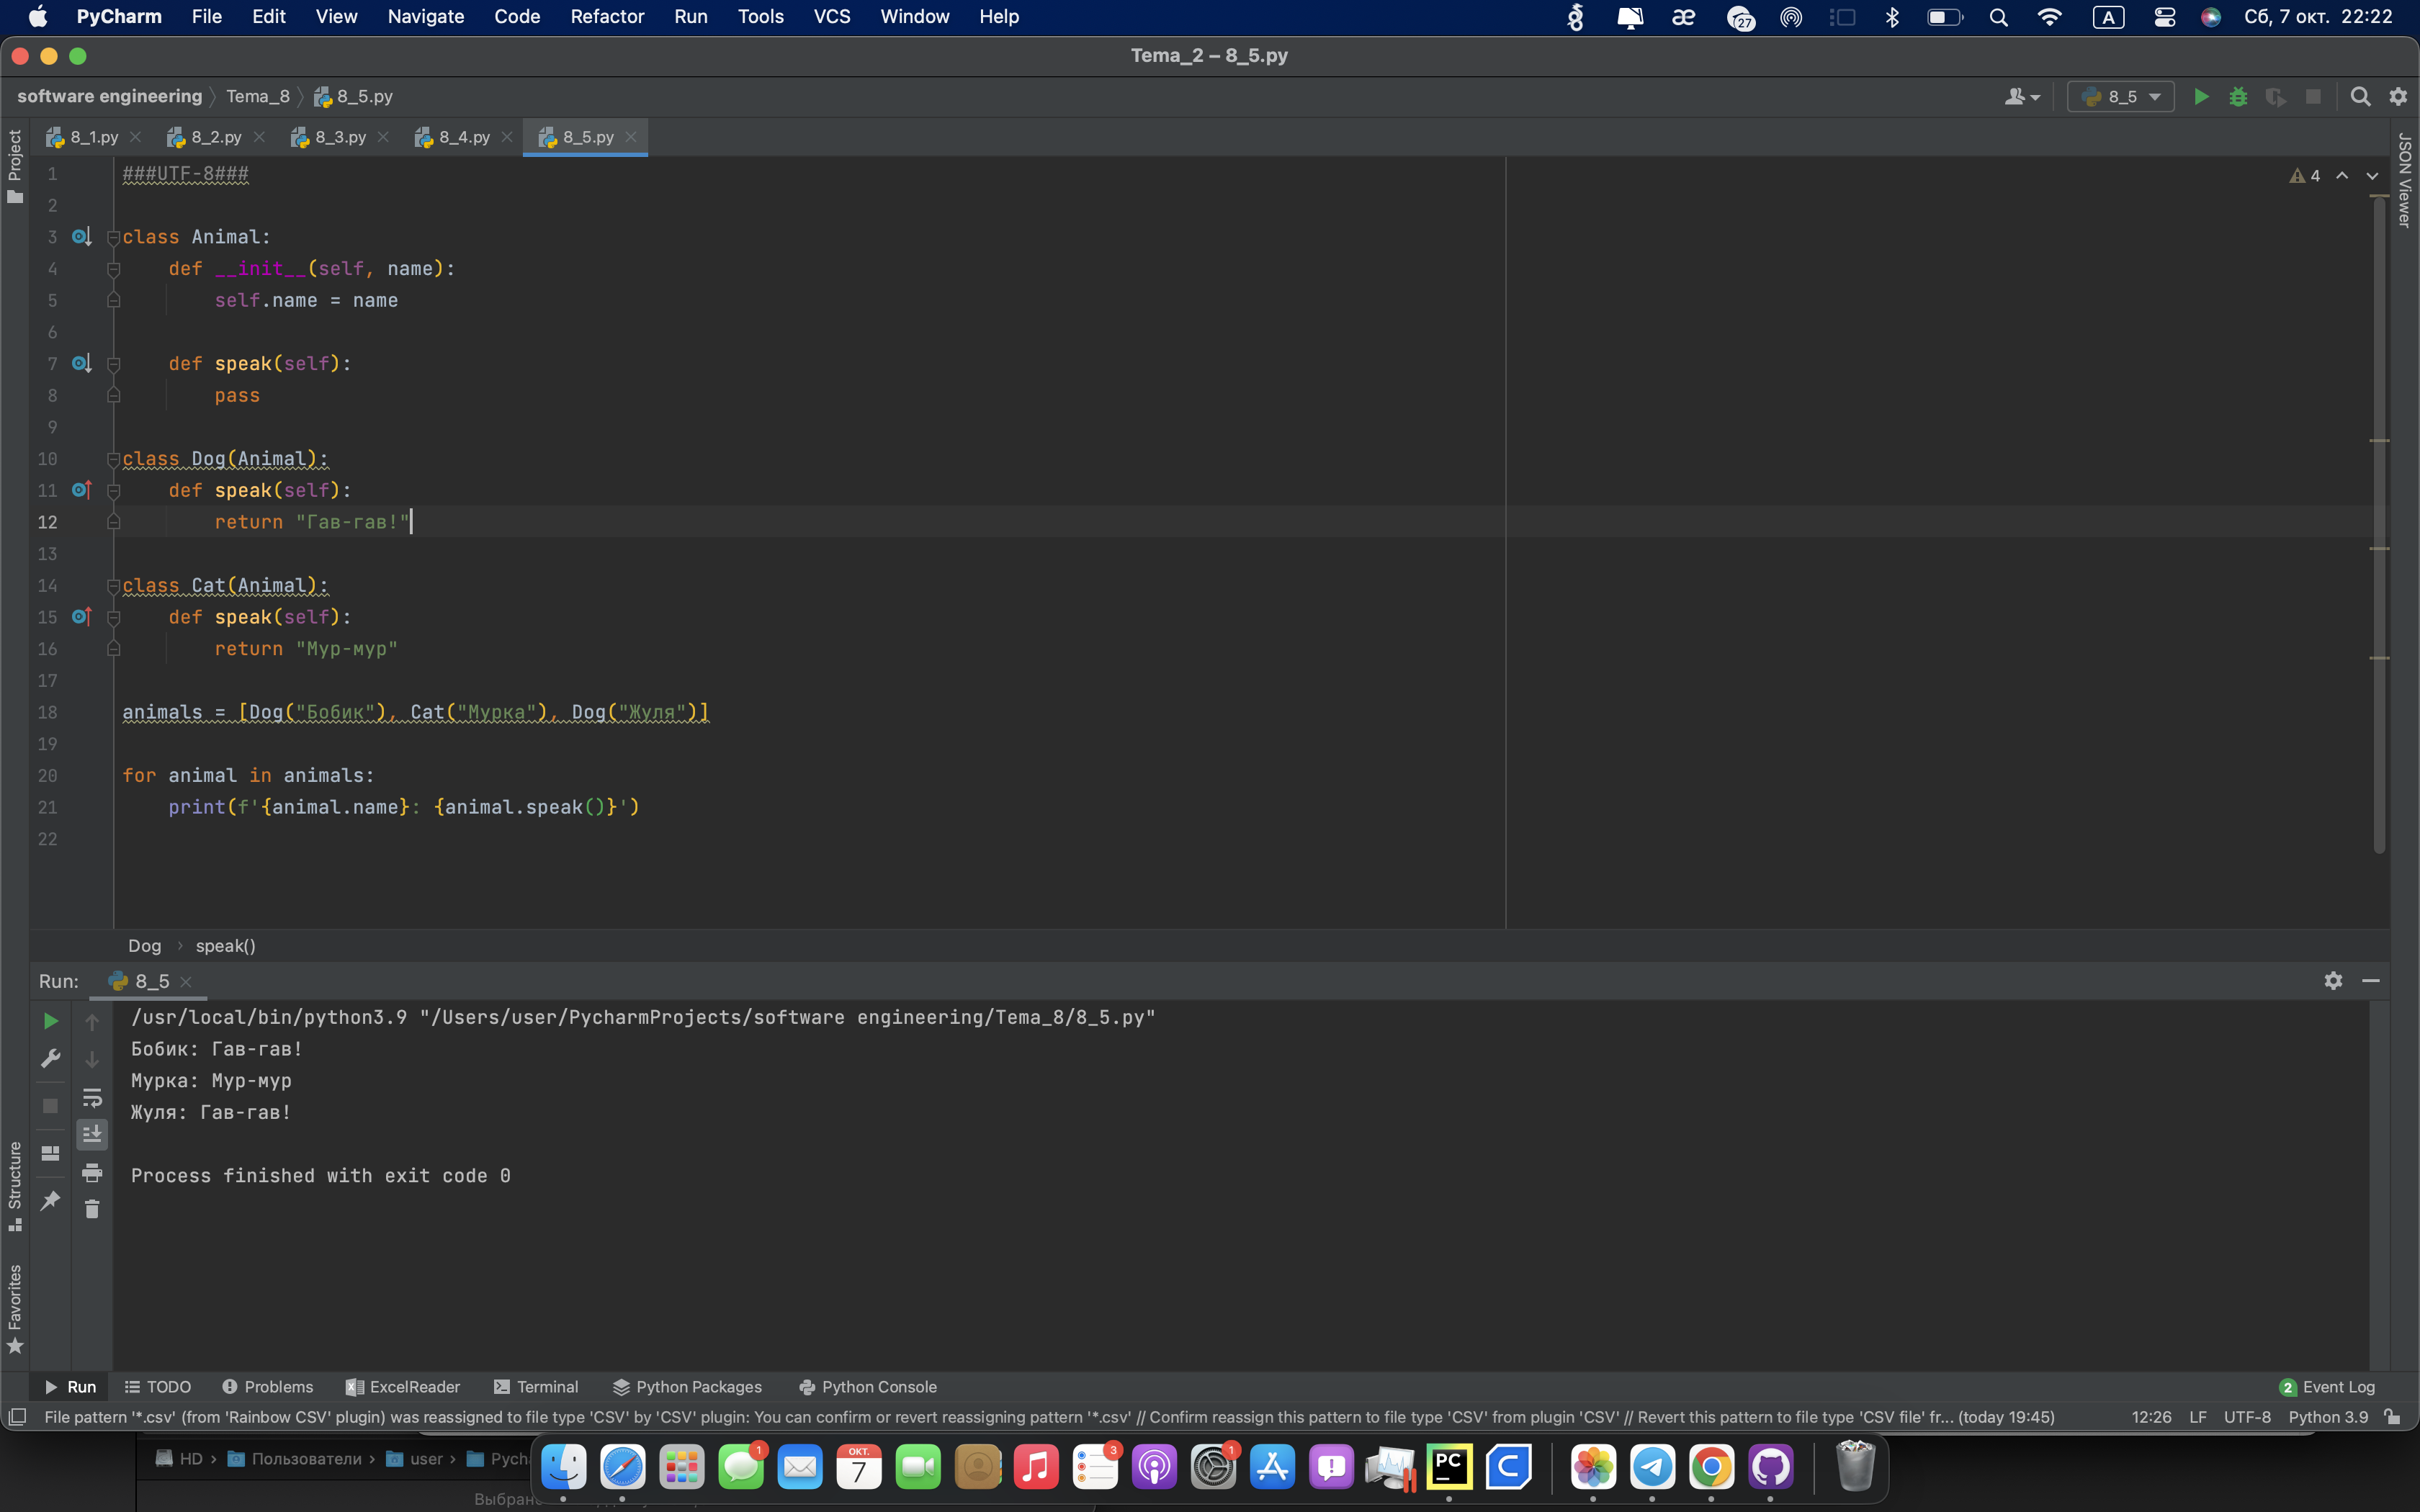 PyCharm File Edit View Navigate Code Refactor Run Tools VCS Window Help 27 A Сб, 7 окт. 22:22
Tema_2 – 8_5.py
software engineering Tema_8 8_5.py 8_5
8_1.py 8_2.py 8_3.py 8_4.py 8_5.py
Project
JSON Viewer
4
1 ###UTF-8###
2
3 class Animal:
4 def __init__(self, name):
5 self.name = name
6
7 def speak(self):
8 pass
9
10 class Dog(Animal):
11 def speak(self):
12 return "Гав-гав!"
13
14 class Cat(Animal):
15 def speak(self):
16 return "Мур-мур"
17
18 animals = [Dog("Бобик"), Cat("Мурка"), Dog("Жуля")]
19
20 for animal in animals:
21 print(f'{animal.name}: {animal.speak()}')
22
Dog speak()
Run: 8_5
/usr/local/bin/python3.9 "/Users/user/PycharmProjects/software engineering/Tema_8/8_5.py"
Бобик: Гав-гав!
Мурка: Мур-мур
Жуля: Гав-гав!
Process finished with exit code 0
Structure
Favorites
Run TODO Problems ExcelReader Terminal Python Packages Python Console 2 Event Log
File pattern '*.csv' (from 'Rainbow CSV' plugin) was reassigned to file type 'CSV' by 'CSV' plugin: You can confirm or revert reassigning pattern '*.csv' // Confirm reassign this pattern to file type 'CSV' from plugin 'CSV' // Revert this pattern to file type 'CSV file' fr... (today 19:45) 12:26 LF UTF-8 Python 3.9
HD Пользователи user Pych
1 ОКТ. 7 3 1 PC